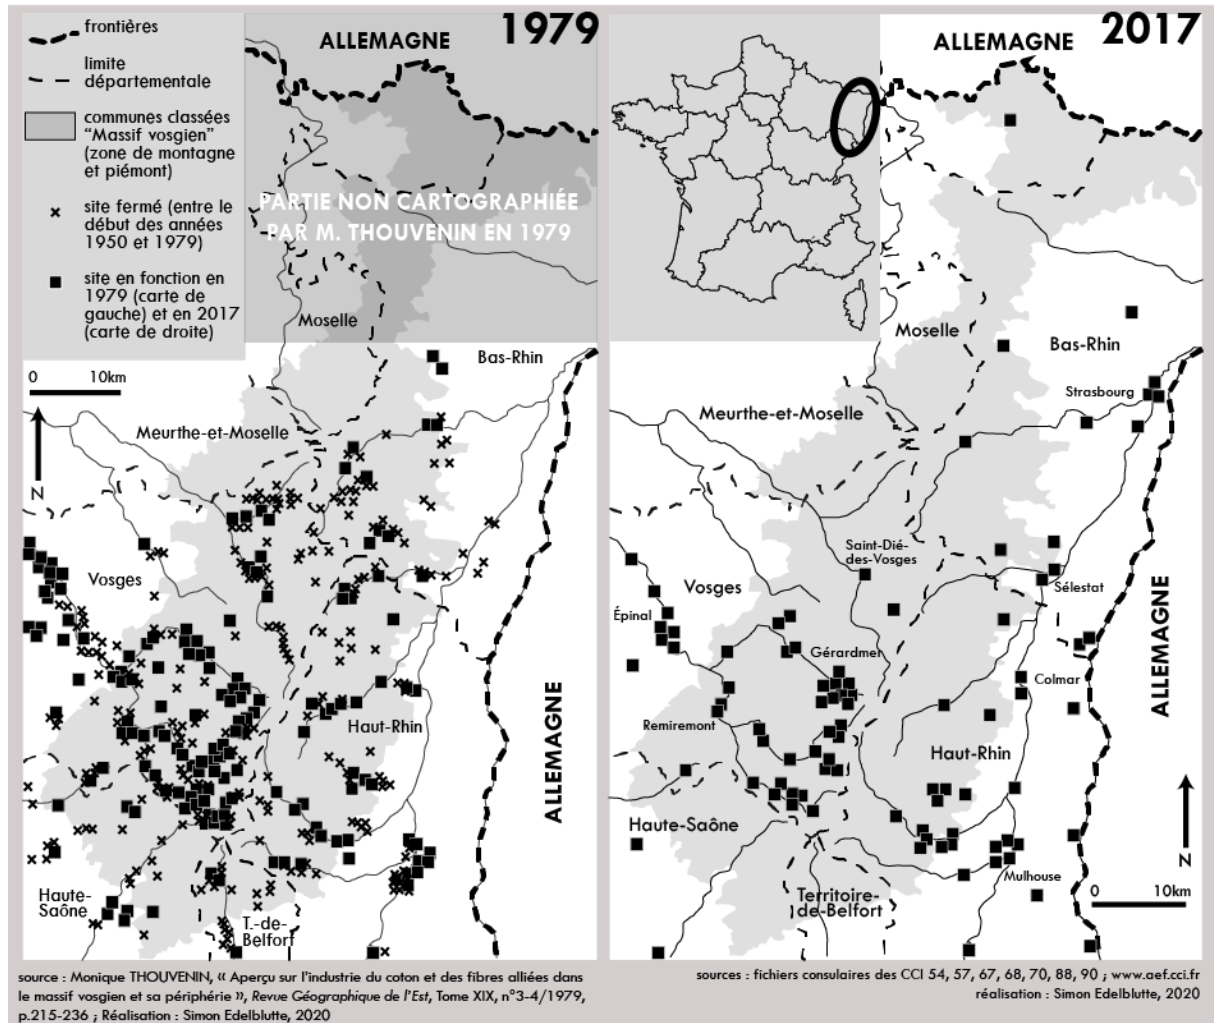 frontières
limite
départementale
communes classées
"Massif vosgien"
(zone de montagne
et piémont)
site fermé (entre le
début des années
1950 et 1979)
site en fonction en
1979 (carte de
gauche) et en 2017
(carte de droite)
0 10km
N
ALLEMAGNE
1979
PARTIE NON CARTOGRAPHIÉE
PAR M. THOUVENIN EN 1979
Moselle
Bas-Rhin
Meurthe-et-Moselle
Vosges
Haut-Rhin
ALLEMAGNE
Haute-
Saône
T.-de-
Belfort
source : Monique THOUVENIN, « Aperçu sur l'industrie du coton et des fibres alliées dans
le massif vosgien et sa périphérie », Revue Géographique de l'Est, Tome XIX, n°3-4/1979,
p.215-236 ; Réalisation : Simon Edelblutte, 2020
ALLEMAGNE
2017
Moselle
Bas-Rhin
Strasbourg
Meurthe-et-Moselle
Saint-Dié-
des-Vosges
Vosges
Sélestat
Épinal
Gérardmer
Colmar
Remiremont
Haut-Rhin
ALLEMAGNE
Haute-Saône
Mulhouse
Territoire-
de-Belfort
N
0 10km
sources : fichiers consulaires des CCI 54, 57, 67, 68, 70, 88, 90 ; www.aef.cci.fr
réalisation : Simon Edelblutte, 2020